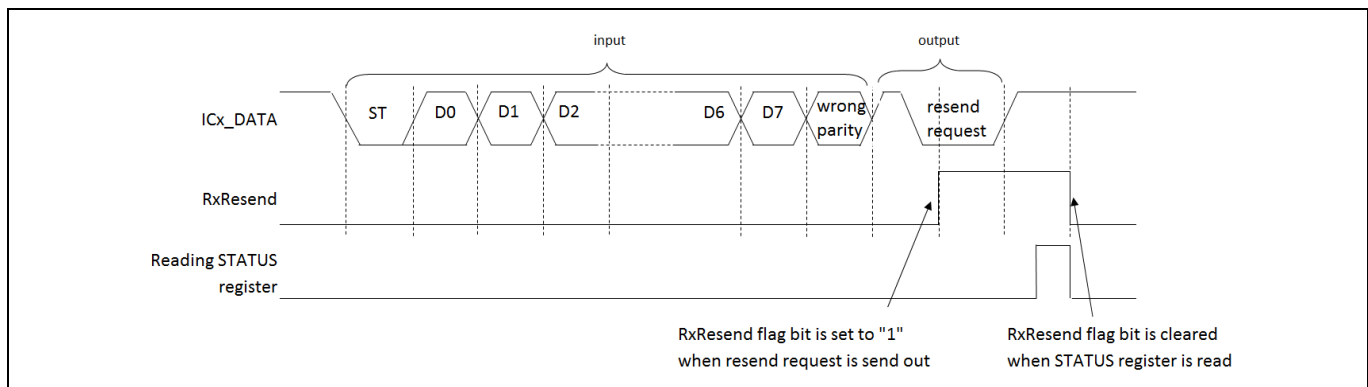 input
output
ICx_DATA
ST
D0
D1
D2
D6
D7
wrong
parity
resend
request
RxResend
Reading STATUS
register
RxResend flag bit is set to "1"
when resend request is send out
RxResend flag bit is cleared
when STATUS register is read